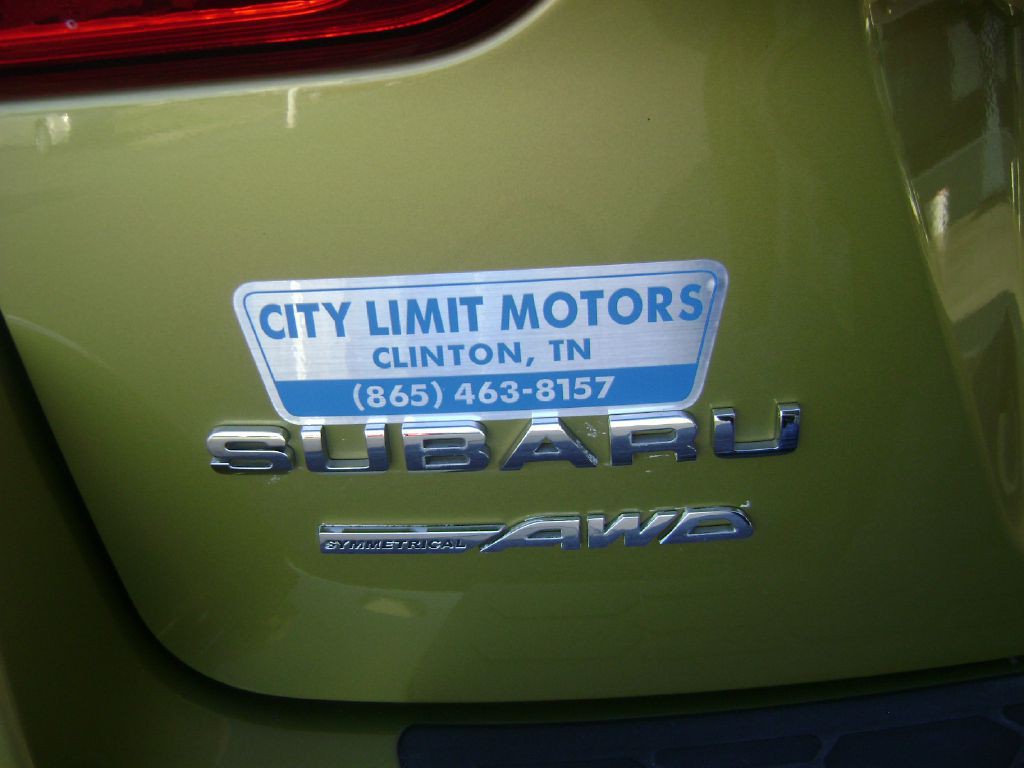 CITY LIMIT MOTORS
CLINTON, TN
(865) 463-8157
SUBARU
SYMMETRICAL AWD